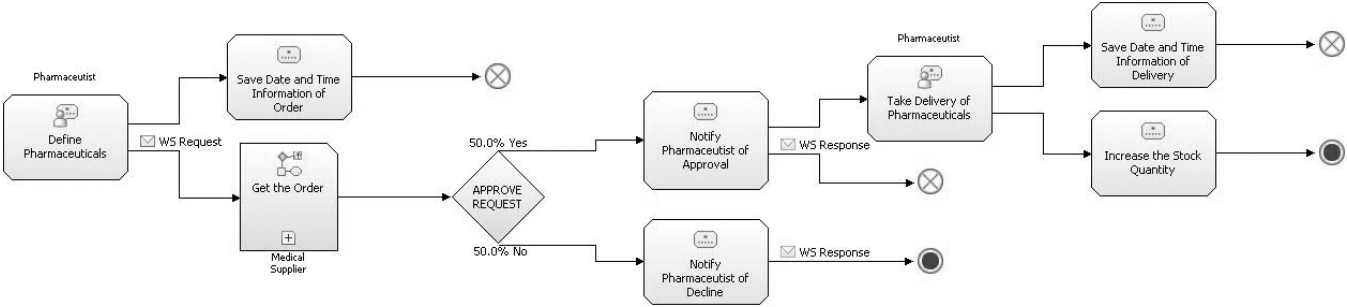 Pharmaceutist
Define
Pharmaceuticals
Save Date and Time
Information of
Order
WS Request
Get the Order
Medical
Supplier
50.0% Yes
APPROVE
REQUEST
50.0% No
Notify
Pharmaceutist of
Approval
WS Response
Notify
Pharmaceutist of
Decline
WS Response
Pharmaceutist
Take Delivery of
Pharmaceuticals
Save Date and Time
Information of
Delivery
Increase the Stock
Quantity